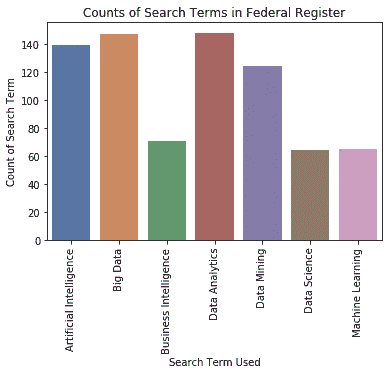 Counts of Search Terms in Federal Register
Count of Search Term
140
120
100
80
60
40
20
0
Artificial Intelligence
Big Data
Business Intelligence
Data Analytics
Data Mining
Data Science
Machine Learning
Search Term Used